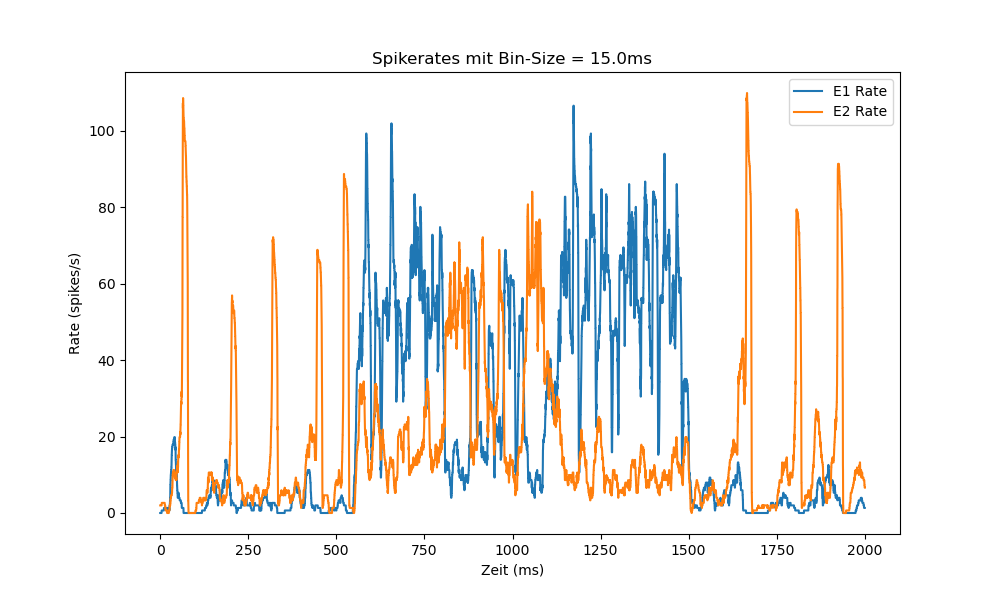 Spikerates mit Bin-Size = 15.0ms
E1 Rate
E2 Rate
Rate (spikes/s)
100
80
60
40
20
0
0 250 500 750 1000 1250 1500 1750 2000
Zeit (ms)